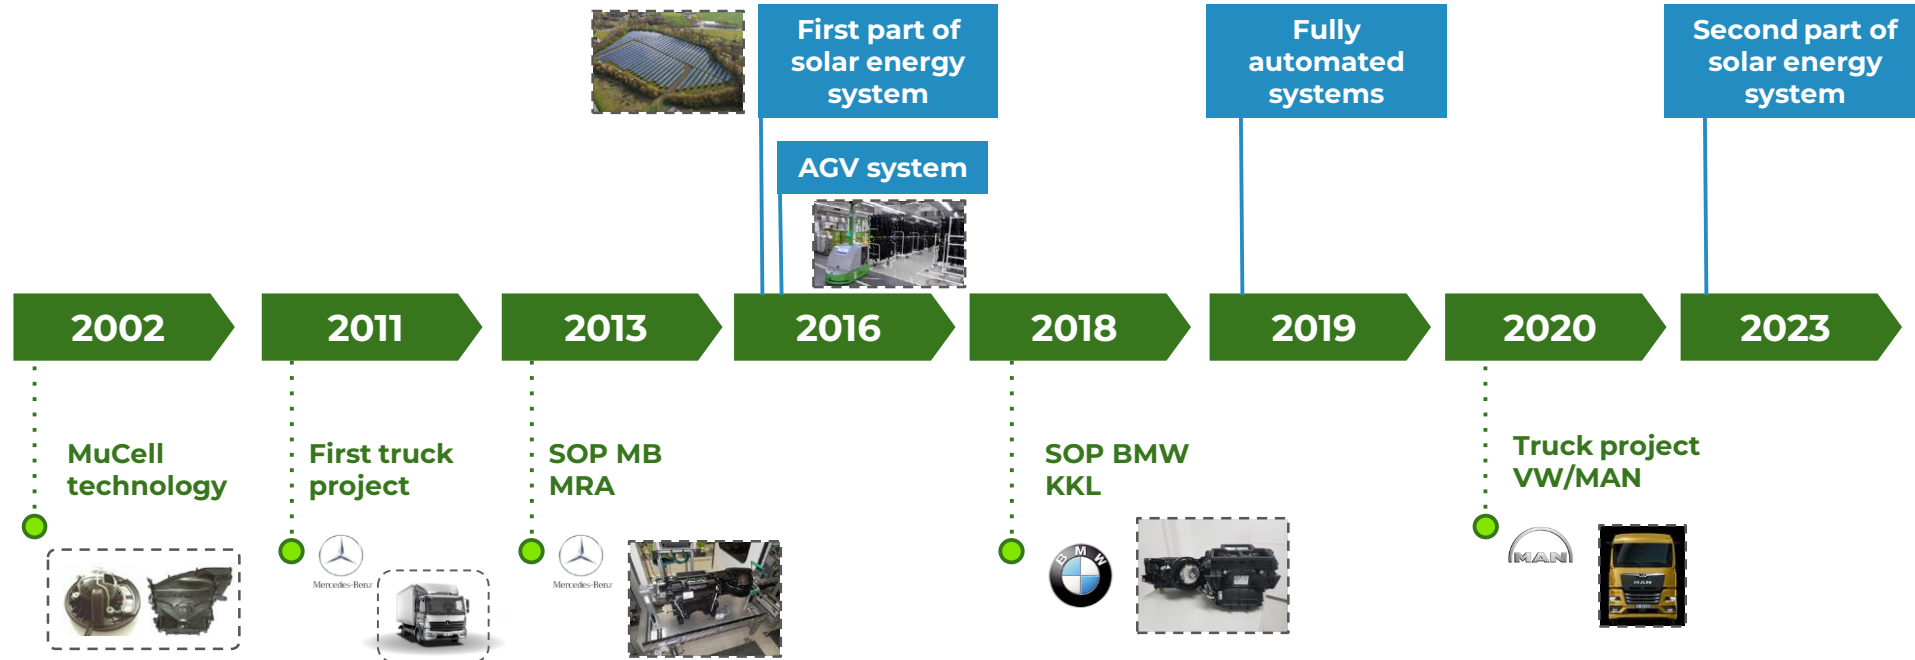 First part of
solar energy
system
Fully
automated
systems
Second part of
solar energy
system
AGV system
2002
2011
2013
2016
2018
2019
2020
2023
MuCell
technology
First truck
project
SOP MB
MRA
SOP BMW
KKL
Truck project
VW/MAN
Mercedes-Benz
Mercedes-Benz
BMW
MAN
MAN